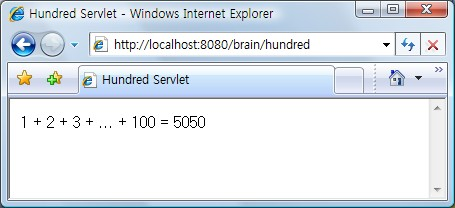 Hundred Servlet - Windows Internet Explorer
http://localhost:8080/brain/hundred
Hundred Servlet
1 + 2 + 3 + ... + 100 = 5050